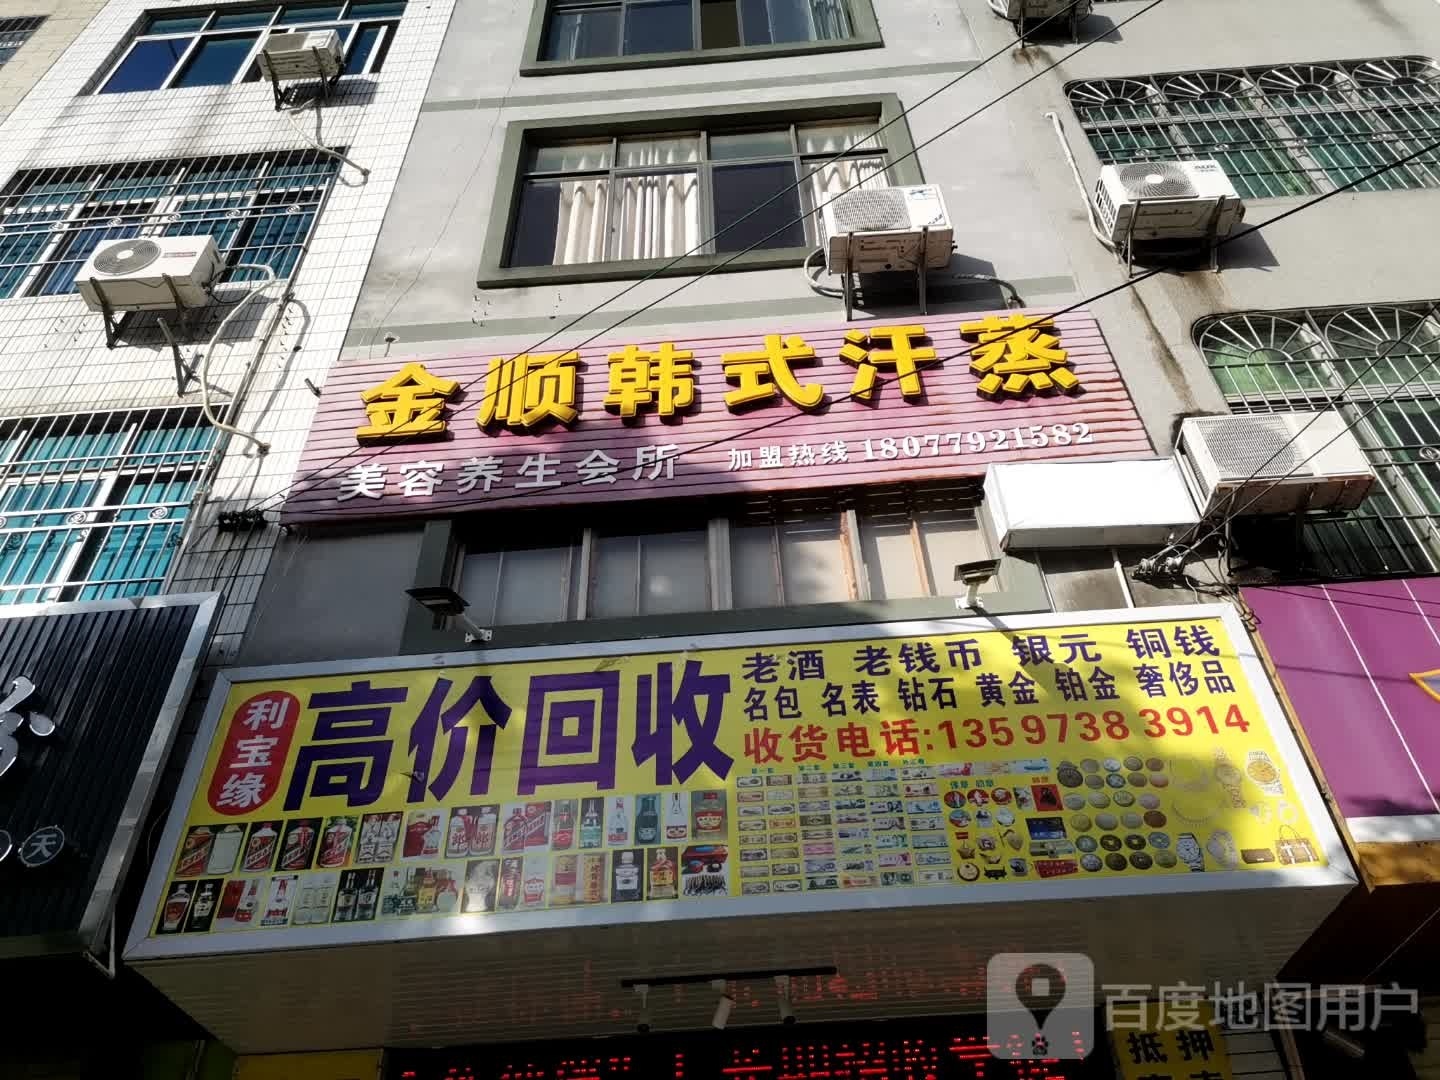 金顺韩式汗蒸
美容养生会所 加盟热线 18077921582
利宝缘
高价回收
老酒 老钱币 银元 铜钱
名包 名表 钻石 黄金 铂金 奢侈品
收货电话:13597383914
天
抵押
百度地图用户